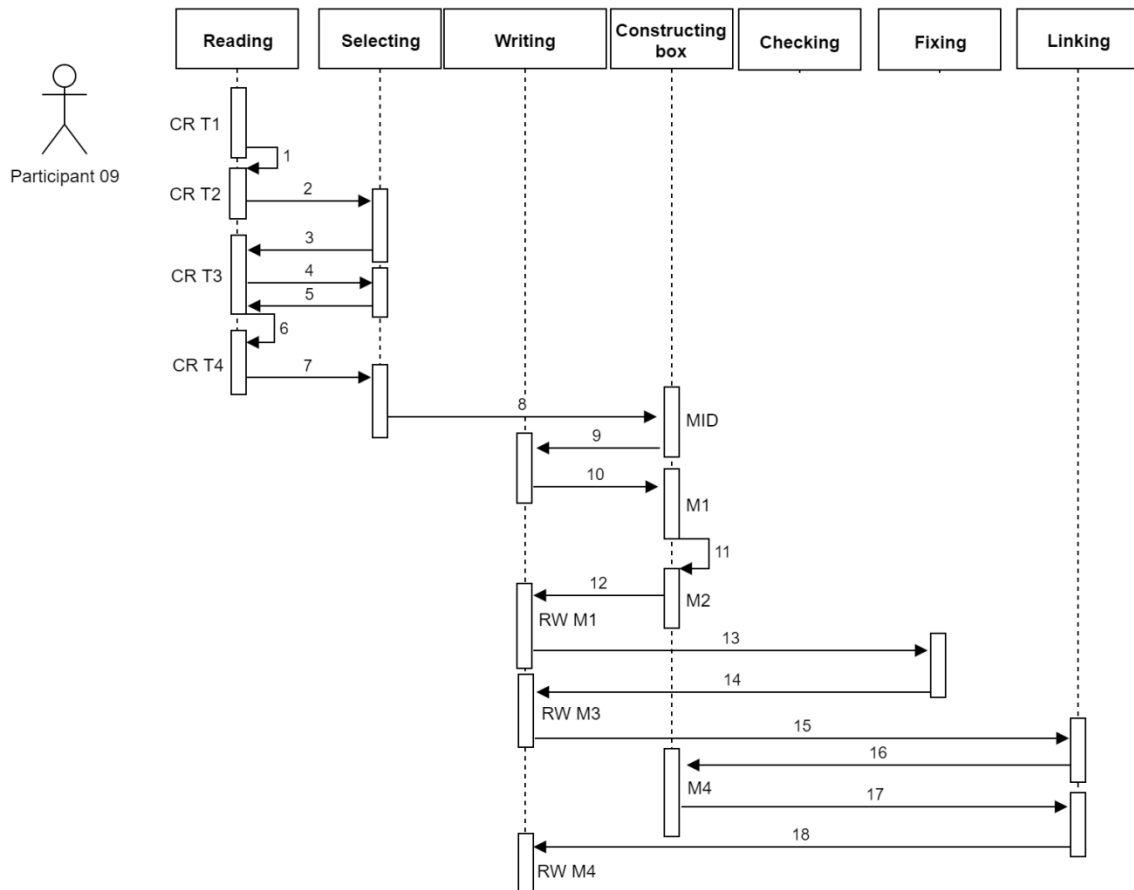 Reading
Selecting
Writing
Constructing
box
Checking
Fixing
Linking
Participant 09
CR T1
1
CR T2
2
3
CR T3
4
5
6
CR T4
7
8
MID
9
10
M1
11
12
M2
RW M1
13
14
RW M3
15
16
M4
17
18
RW M4